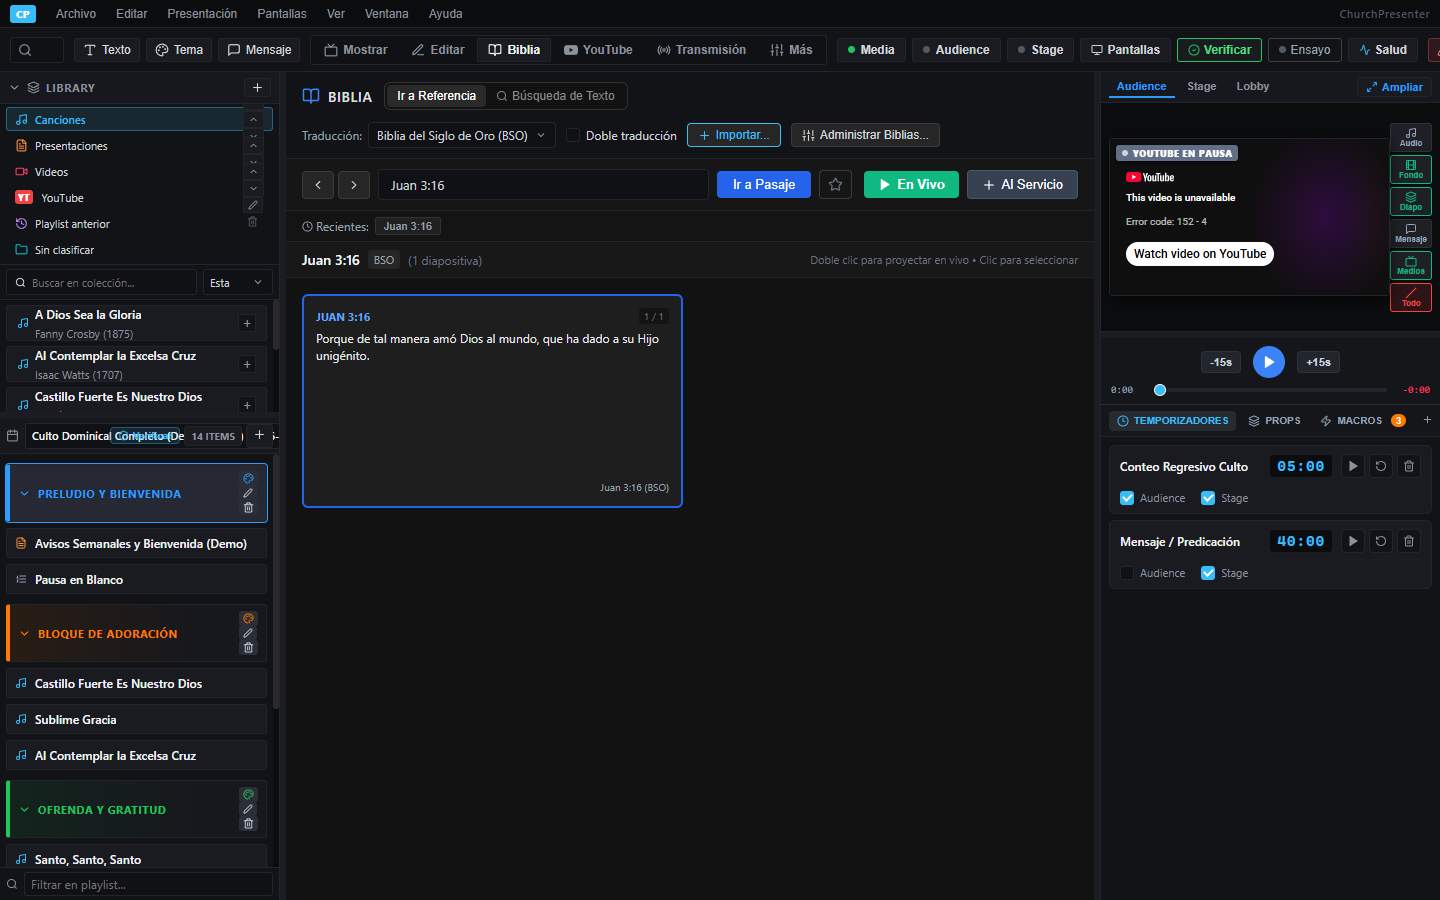 CP Archivo Editar Presentación Pantallas Ver Ventana Ayuda ChurchPresenter
Texto Tema Mensaje Mostrar Editar Biblia YouTube Transmisión Más Media Audience Stage Pantallas Verificar Ensayo Salud
LIBRARY
Canciones
Presentaciones
Videos
YT YouTube
Playlist anterior
Sin clasificar
Buscar en colección... Esta
A Dios Sea la Gloria
Fanny Crosby (1875)
Al Contemplar la Excelsa Cruz
Isaac Watts (1707)
Castillo Fuerte Es Nuestro Dios
Culto Dominical Completo (De 14 ITEMS
PRELUDIO Y BIENVENIDA
Avisos Semanales y Bienvenida (Demo)
Pausa en Blanco
BLOQUE DE ADORACIÓN
Castillo Fuerte Es Nuestro Dios
Sublime Gracia
Al Contemplar la Excelsa Cruz
OFRENDA Y GRATITUD
Santo, Santo, Santo
Filtrar en playlist...
BIBLIA Ir a Referencia Búsqueda de Texto
Traducción: Biblia del Siglo de Oro (BSO) Doble traducción Importar... Administrar Biblias...
Juan 3:16 Ir a Pasaje En Vivo Al Servicio
Recientes: Juan 3:16
Juan 3:16 BSO (1 diapositiva) Doble clic para proyectar en vivo • Clic para seleccionar
JUAN 3:16 1 / 1
Porque de tal manera amó Dios al mundo, que ha dado a su Hijo
unigénito.
Juan 3:16 (BSO)
Audience Stage Lobby Ampliar
YOUTUBE EN PAUSA
YouTube
This video is unavailable
Error code: 152 - 4
Watch video on YouTube
Audio
Fondo
Diapo
Mensaje
Medios
Todo
-15s +15s
0:00 -0:00
TEMPORIZADORES PROPS MACROS 3 +
Conteo Regresivo Culto 05:00
Audience Stage
Mensaje / Predicación 40:00
Audience Stage